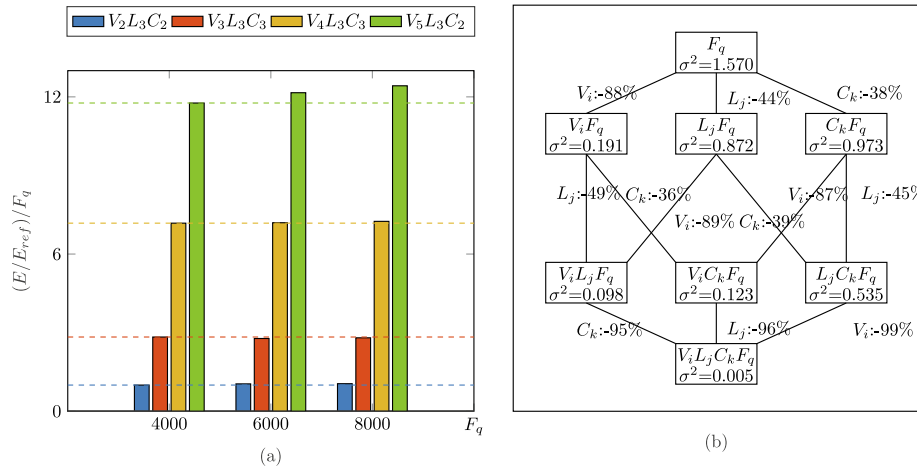 V₂L₃C₂ V₃L₃C₃ V₄L₃C₃ V₅L₃C₂
12
6
0
(E/E_ref)/F_q
4000 6000 8000 F_q
(a)
F_q
σ²=1.570
V_i:-88% L_j:-44% C_k:-38%
V_iF_q L_jF_q C_kF_q
σ²=0.191 σ²=0.872 σ²=0.973
L_j:-49% C_k:-36% V_i:-87% L_j:-45%
V_i:-89% C_k:-39%
V_iL_jF_q V_iC_kF_q L_jC_kF_q
σ²=0.098 σ²=0.123 σ²=0.535
C_k:-95% L_j:-96% V_i:-99%
V_iL_jC_kF_q
σ²=0.005
(b)